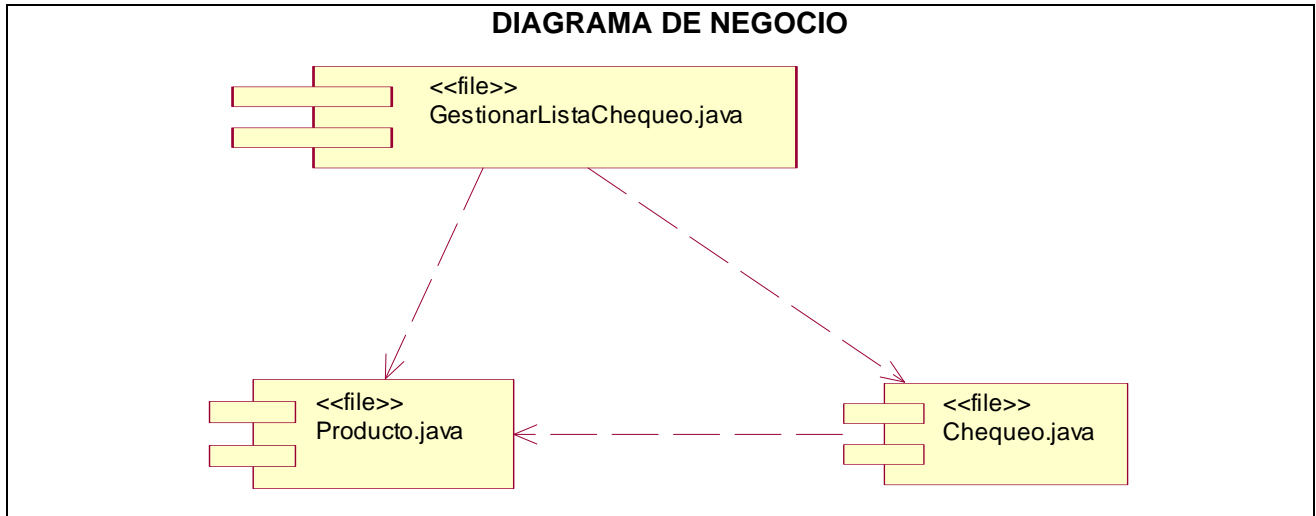 DIAGRAMA DE NEGOCIO
<<file>>
GestionarListaChequeo.java
<<file>>
Producto.java
<<file>>
Chequeo.java